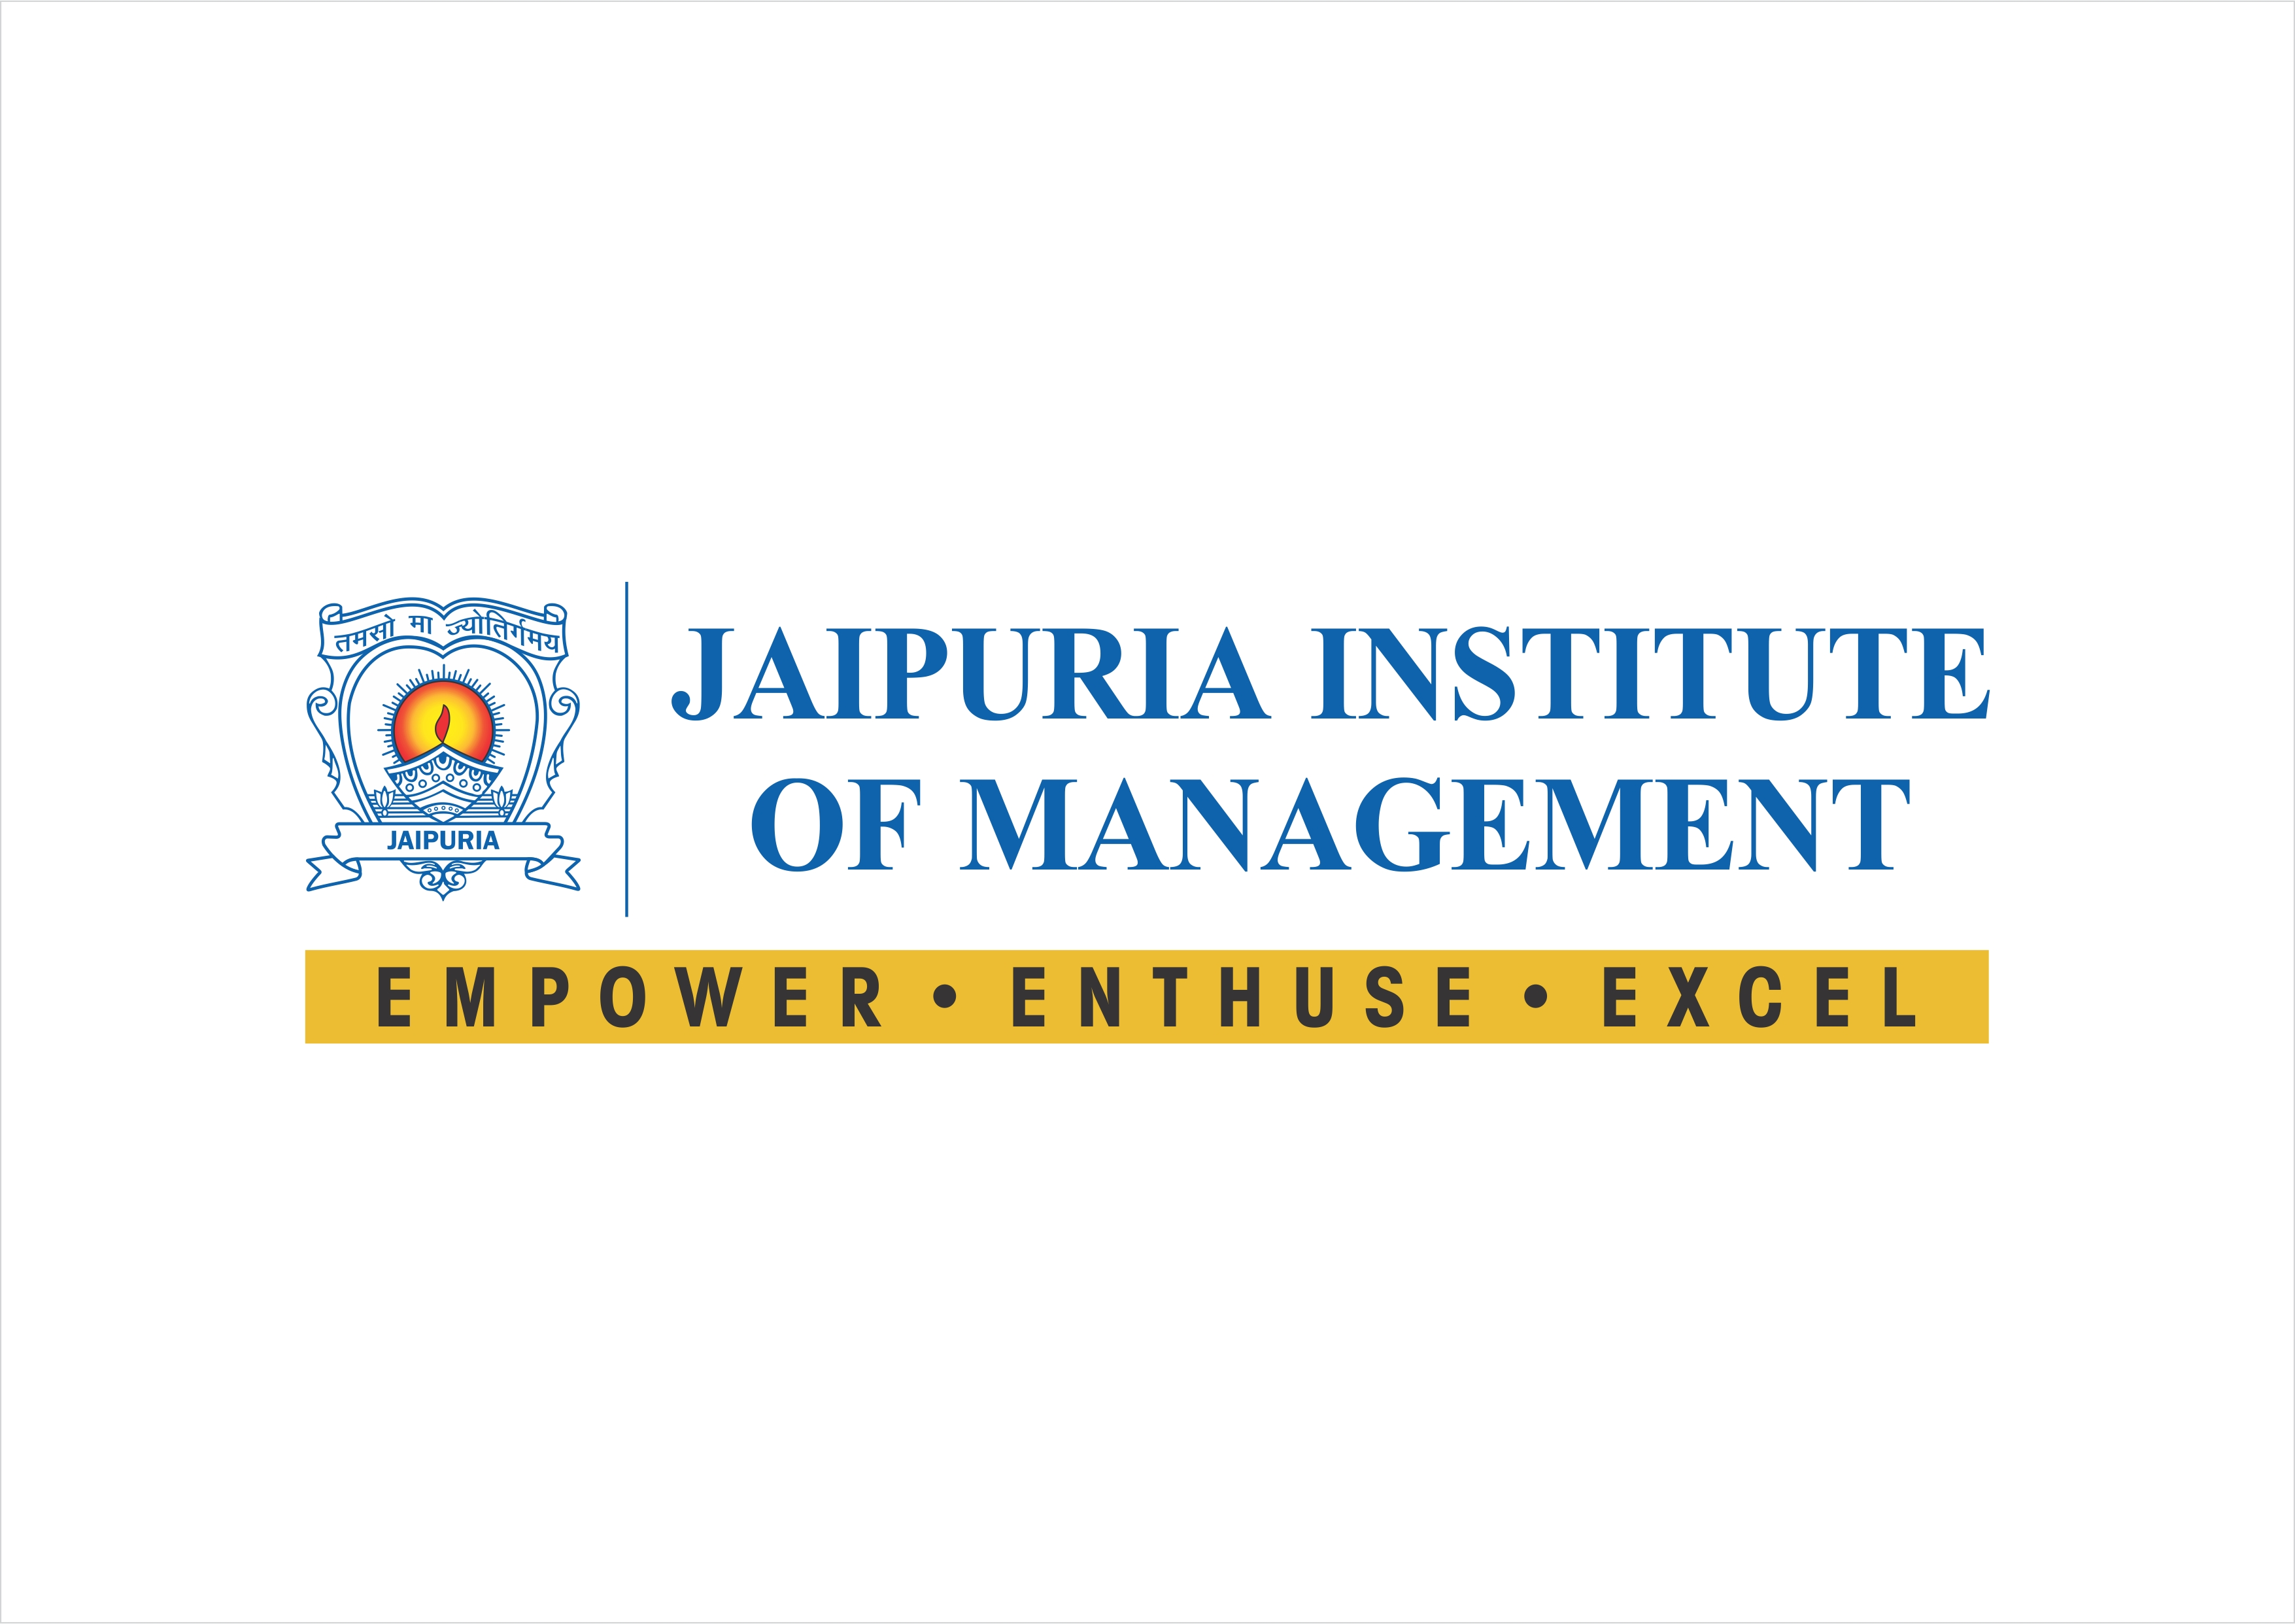 तमसो मा ज्योतिर्गमय
JAIPURIA
JAIPURIA INSTITUTE
OF MANAGEMENT
EMPOWER • ENTHUSE • EXCEL